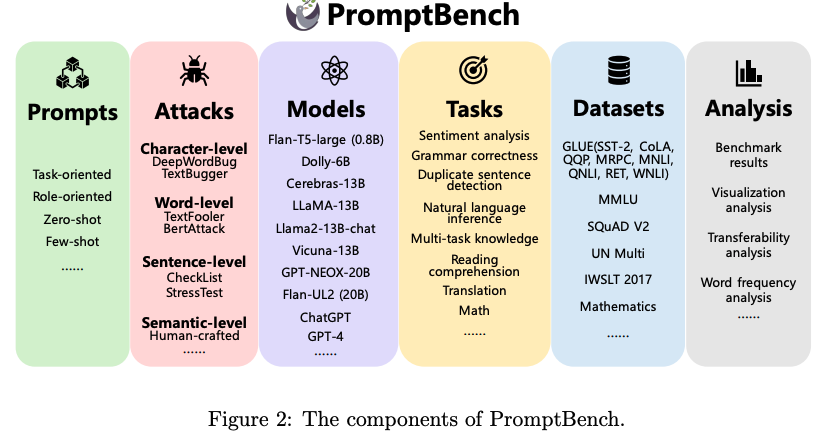 PromptBench
Prompts
Task-oriented
Role-oriented
Zero-shot
Few-shot
......
Attacks
Character-level
DeepWordBug
TextBugger
Word-level
TextFooler
BertAttack
Sentence-level
CheckList
StressTest
Semantic-level
Human-crafted
......
Models
Flan-T5-large (0.8B)
Dolly-6B
Cerebras-13B
LLaMA-13B
Llama2-13B-chat
Vicuna-13B
GPT-NEOX-20B
Flan-UL2 (20B)
ChatGPT
GPT-4
......
Tasks
Sentiment analysis
Grammar correctness
Duplicate sentence
detection
Natural language
inference
Multi-task knowledge
Reading
comprehension
Translation
Math
......
Datasets
GLUE(SST-2, CoLA,
QQP, MRPC, MNLI,
QNLI, RET, WNLI)
MMLU
SQuAD V2
UN Multi
IWSLT 2017
Mathematics
......
Analysis
Benchmark
results
Visualization
analysis
Transferability
analysis
Word frequency
analysis
......
Figure 2: The components of PromptBench.